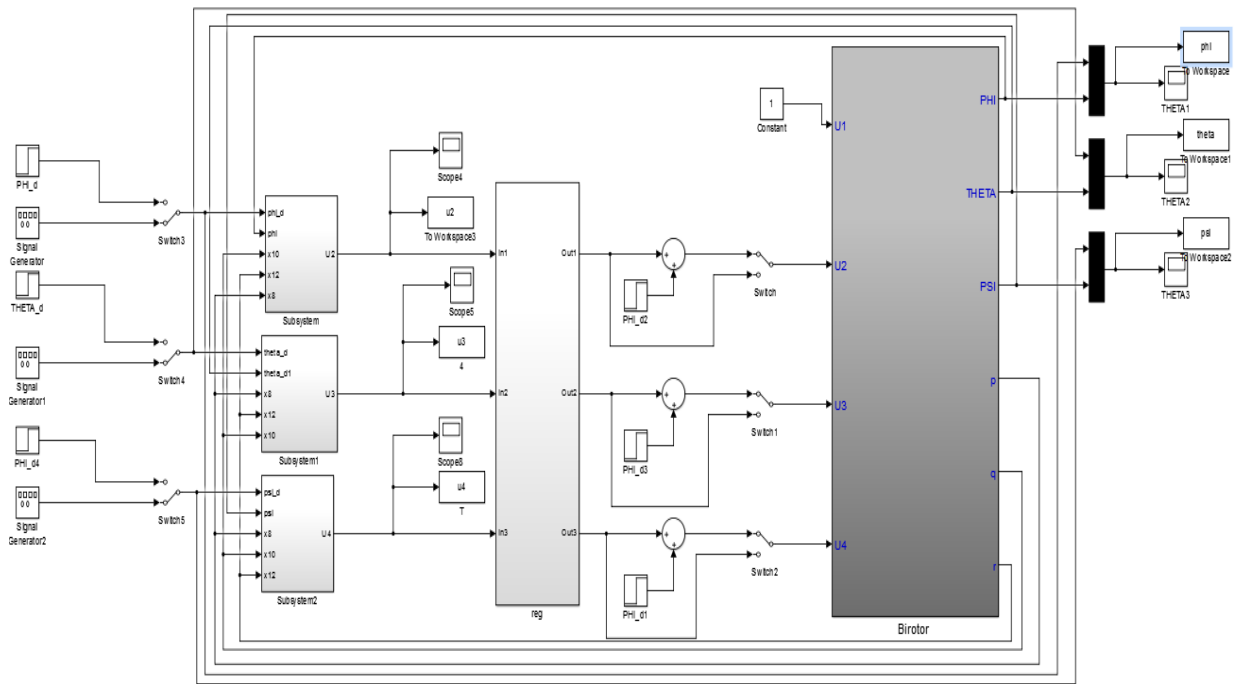 phi
To Workspace
THETA1
theta
To Workspace1
THETA2
psi
To Workspace2
THETA3
PHI_d
Signal
Generator
Switch3
THETA_d
Signal
Generator1
Switch4
PHI_d4
Signal
Generator2
Switch5
phi_d
phi
x10
x12
x8
U2
Subsystem
theta_d
theta_d1
x8
x12
x10
U3
Subsystem1
psi_d
psi
x8
x10
x12
U4
Subsystem2
Scope4
u2
To Workspace3
Scope5
u3
4
Scope6
u4
T
In1
In2
In3
Out1
Out2
Out3
reg
PHI_d2
Switch
PHI_d3
Switch1
PHI_d1
Switch2
1
Constant
U1
U2
U3
U4
PHI
THETA
PSI
p
q
r
Birotor